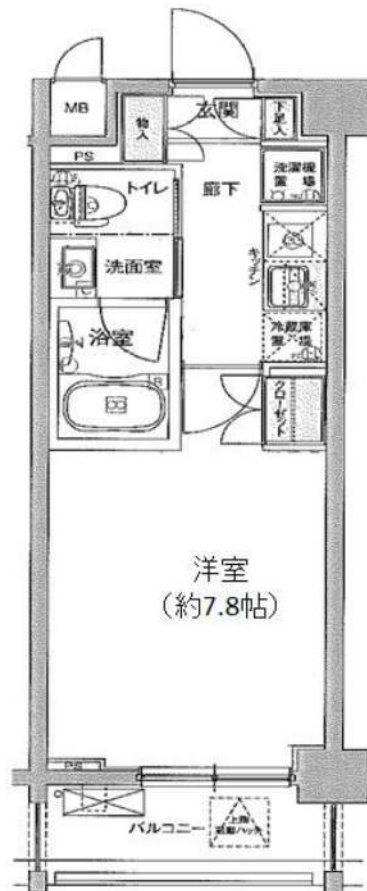 MB
物入
玄関
下足入
PS
トイレ
廊下
洗濯機
置場
洗面室
キッチン
浴室
冷蔵庫
置場
クローゼット
洋室
(約7.8帖)
PS
バルコニー